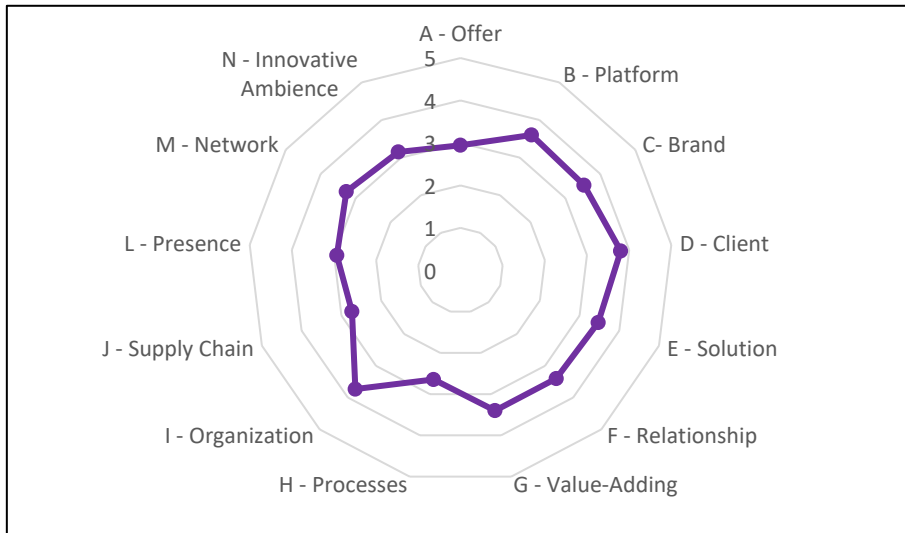 A - Offer
B - Platform
C- Brand
D - Client
E - Solution
F - Relationship
G - Value-Adding
H - Processes
I - Organization
J - Supply Chain
L - Presence
M - Network
N - Innovative
Ambience
5
4
3
2
1
0